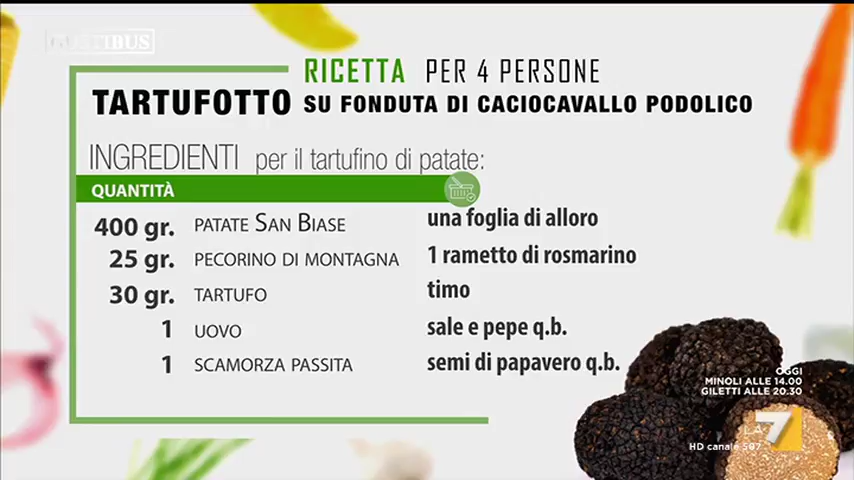 GUSTIBUS
RICETTA PER 4 PERSONE
TARTUFOTTO SU FONDUTA DI CACIOCAVALLO PODOLICO
INGREDIENTI per il tartufino di patate:
QUANTITÀ
400 gr. PATATE SAN BIASE
25 gr. PECORINO DI MONTAGNA
30 gr. TARTUFO
1 UOVO
1 SCAMORZA PASSITA
una foglia di alloro
1 rametto di rosmarino
timo
sale e pepe q.b.
semi di papavero q.b.
OGGI
MINOLI ALLE 14.00
GILETTI ALLE 20.30
LA 7
HD canale 507